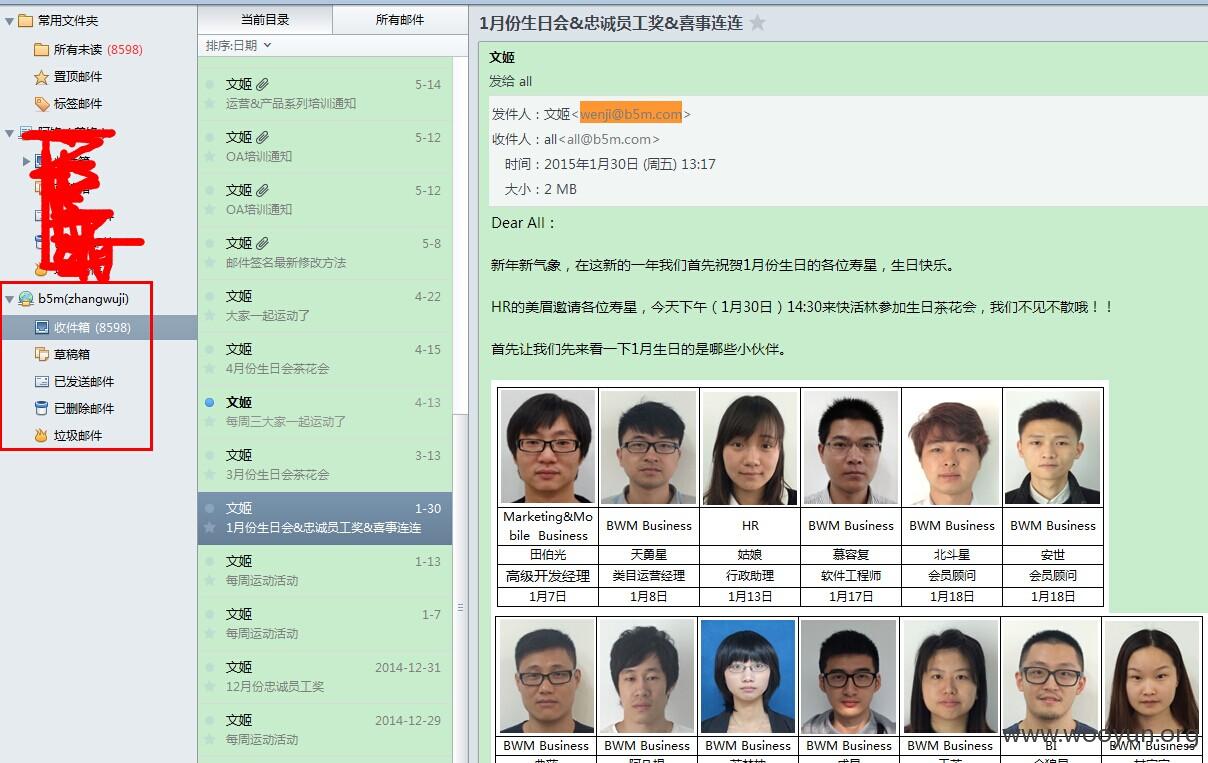 常用文件夹
所有未读 (8598)
置顶邮件
标签邮件
b5m(zhangwuji)
收件箱 (8598)
草稿箱
已发送邮件
已删除邮件
垃圾邮件
当前目录 所有邮件
排序:日期
文姬 5-14
运营&产品系列培训通知
文姬 5-12
OA培训通知
文姬 5-12
OA培训通知
文姬 5-8
邮件签名最新修改方法
文姬 4-22
大家一起运动了
文姬 4-15
4月份生日会茶花会
文姬 4-13
每周三大家一起运动了
文姬 3-13
3月份生日会茶花会
文姬 1-30
1月份生日会&忠诚员工奖&喜事连连
文姬 1-13
每周运动活动
文姬 1-7
每周运动活动
文姬 2014-12-31
12月份忠诚员工奖
文姬 2014-12-29
每周运动活动
1月份生日会&忠诚员工奖&喜事连连
文姬
发给 all
发件人：文姬<wenji@b5m.com>
收件人：all<all@b5m.com>
时间：2015年1月30日 (周五) 13:17
大小：2 MB
Dear All：
新年新气象，在这新的一年我们首先祝贺1月份生日的各位寿星，生日快乐。
HR的美眉邀请各位寿星，今天下午（1月30日）14:30来快活林参加生日茶花会，我们不见不散哦！！
首先让我们先来看一下1月生日的是哪些小伙伴。
Marketing&Mobile Business BWM Business HR BWM Business BWM Business BWM Business
田伯光 天勇星 姑娘 慕容复 北斗星 安世
高级开发经理 类目运营经理 行政助理 软件工程师 会员顾问 会员顾问
1月7日 1月8日 1月13日 1月17日 1月18日 1月18日
BWM Business BWM Business BWM Business BWM Business BWM Business BI BWM Business
www.wooyun.org